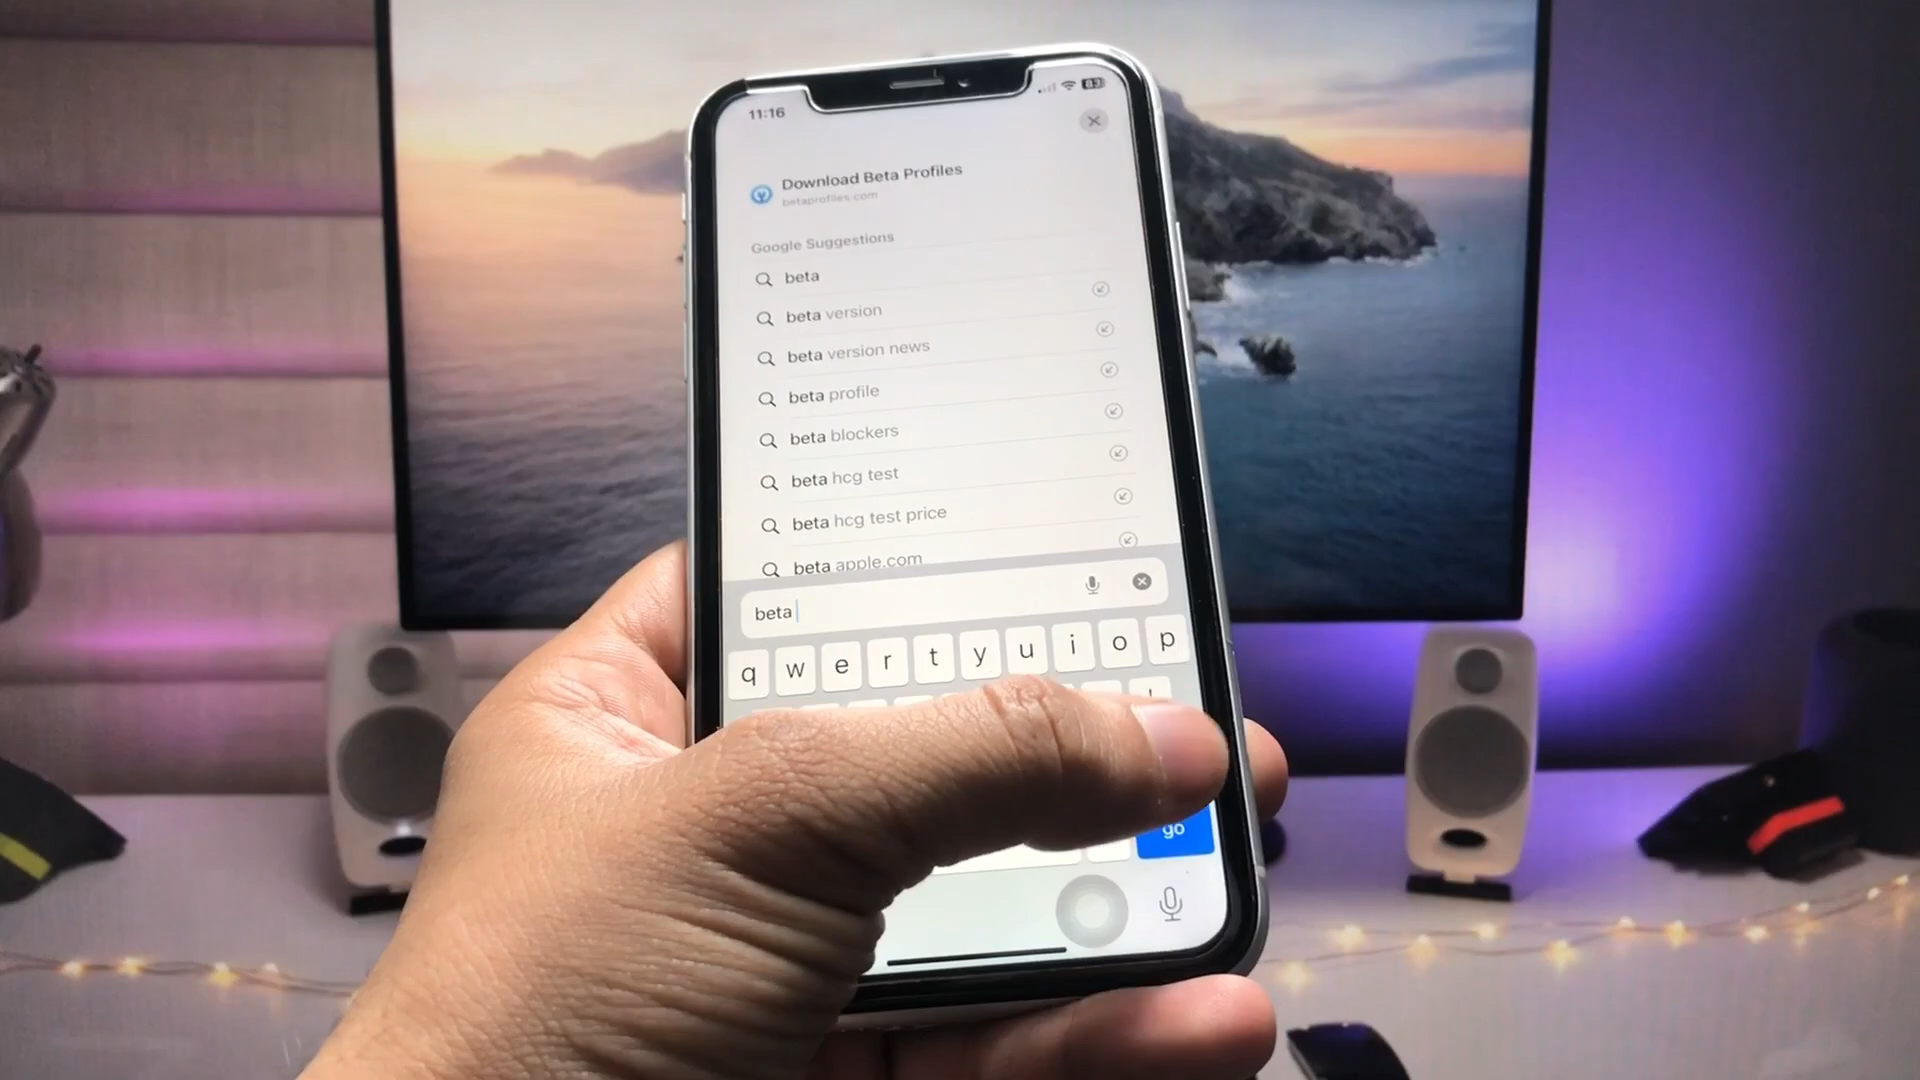 11:16
83
Download Beta Profiles
betaprofiles.com
Google Suggestions
beta
beta version
beta version news
beta profile
beta blockers
beta hcg test
beta hcg test price
beta apple.com
beta
q w e r t y u i o p
go